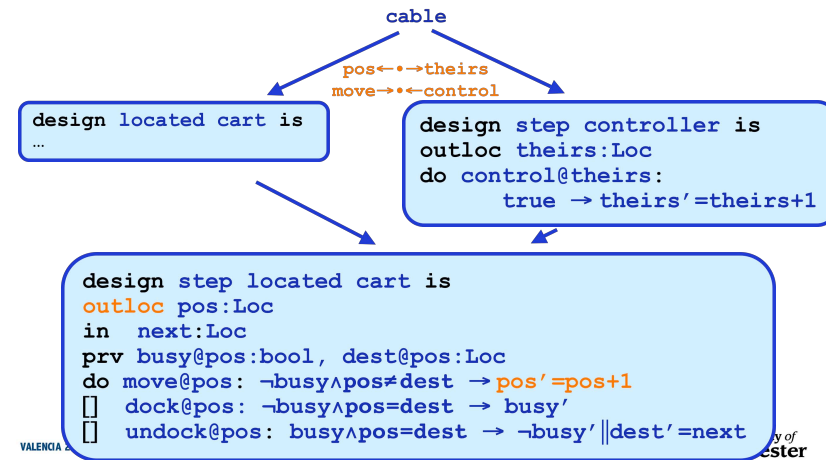 cable
pos←•→theirs
move→•←control
design located cart is
…
design step controller is
outloc theirs:Loc
do control@theirs:
true → theirs’=theirs+1
design step located cart is
outloc pos:Loc
in next:Loc
prv busy@pos:bool, dest@pos:Loc
do move@pos: ¬busy∧pos≠dest → pos’=pos+1
[] dock@pos: ¬busy∧pos=dest → busy’
[] undock@pos: busy∧pos=dest → ¬busy’‖dest’=next
VALENCIA